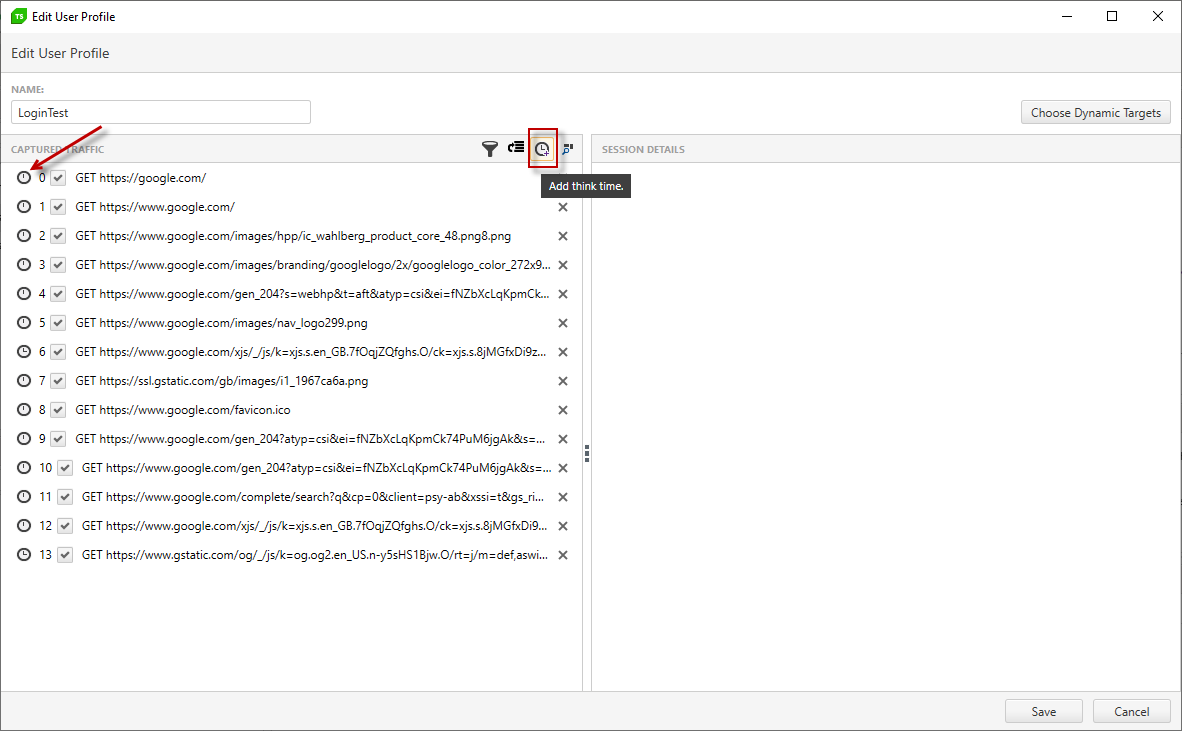 TS Edit User Profile
Edit User Profile
NAME:
LoginTest
Choose Dynamic Targets
CAPTURED TRAFFIC
SESSION DETAILS
Add think time.
0 GET https://google.com/
1 GET https://www.google.com/
2 GET https://www.google.com/images/hpp/ic_wahlberg_product_core_48.png8.png
3 GET https://www.google.com/images/branding/googlelogo/2x/googlelogo_color_272x9...
4 GET https://www.google.com/gen_204?s=webhp&t=aft&atyp=csi&ei=fNZbXcLqKpmCk...
5 GET https://www.google.com/images/nav_logo299.png
6 GET https://www.google.com/xjs/_/js/k=xjs.s.en_GB.7fOqjZQfghs.O/ck=xjs.s.8jMGfxDi9z...
7 GET https://ssl.gstatic.com/gb/images/i1_1967ca6a.png
8 GET https://www.google.com/favicon.ico
9 GET https://www.google.com/gen_204?atyp=csi&ei=fNZbXcLqKpmCk74PuM6jgAk&s=...
10 GET https://www.google.com/gen_204?atyp=csi&ei=fNZbXcLqKpmCk74PuM6jgAk&s=...
11 GET https://www.google.com/complete/search?q&cp=0&client=psy-ab&xssi=t&gs_ri...
12 GET https://www.google.com/xjs/_/js/k=xjs.s.en_GB.7fOqjZQfghs.O/ck=xjs.s.8jMGfxDi9...
13 GET https://www.gstatic.com/og/_/js/k=og.og2.en_US.n-y5sHS1Bjw.O/rt=j/m=def,aswi...
Save
Cancel